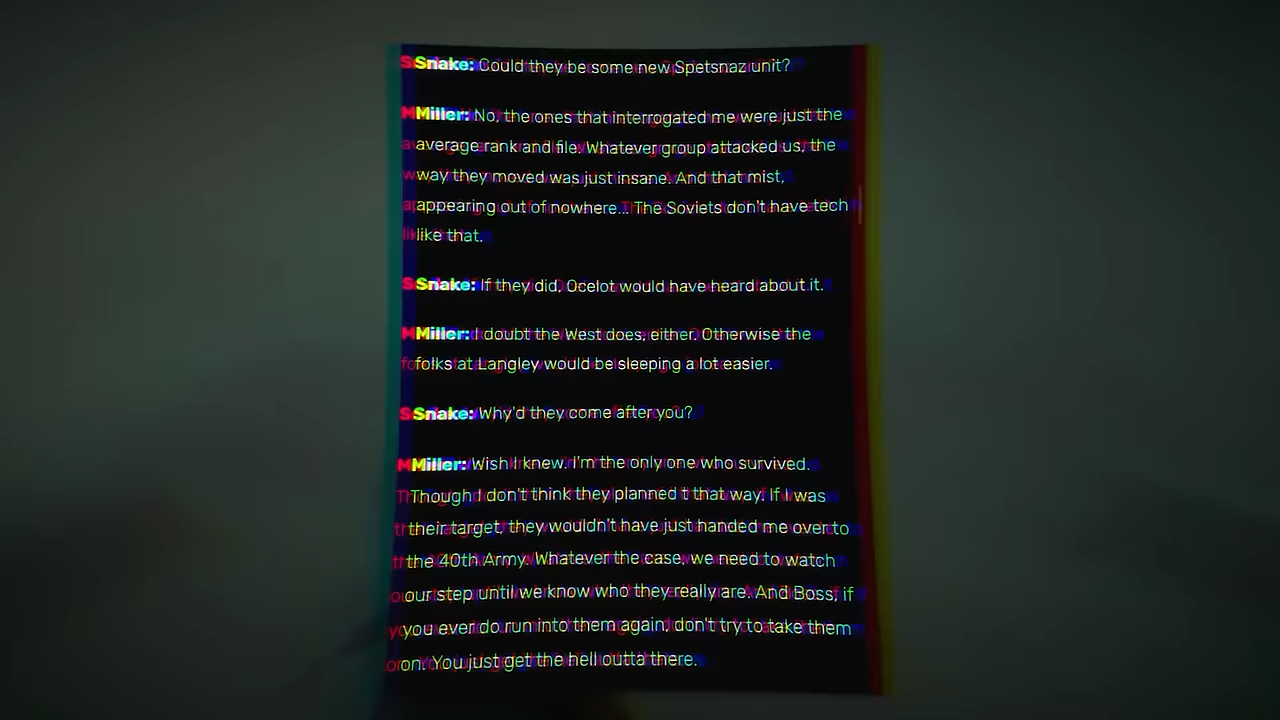 Snake: Could they be some new Spetsnaz unit?
Miller: No, the ones that interrogated me were just the
average rank and file. Whatever group attacked us, the
way they moved was just insane. And that mist,
appearing out of nowhere... The Soviets don't have tech
like that.
Snake: If they did, Ocelot would have heard about it.
Miller: I doubt the West does, either. Otherwise the
folks at Langley would be sleeping a lot easier.
Snake: Why'd they come after you?
Miller: Wish I knew. I'm the only one who survived.
Though I don't think they planned it that way. If I was
their target, they wouldn't have just handed me over to
the 40th Army. Whatever the case, we need to watch
our step until we know who they really are. And Boss, if
you ever do run into them again, don't try to take them
on. You just get the hell outta there.